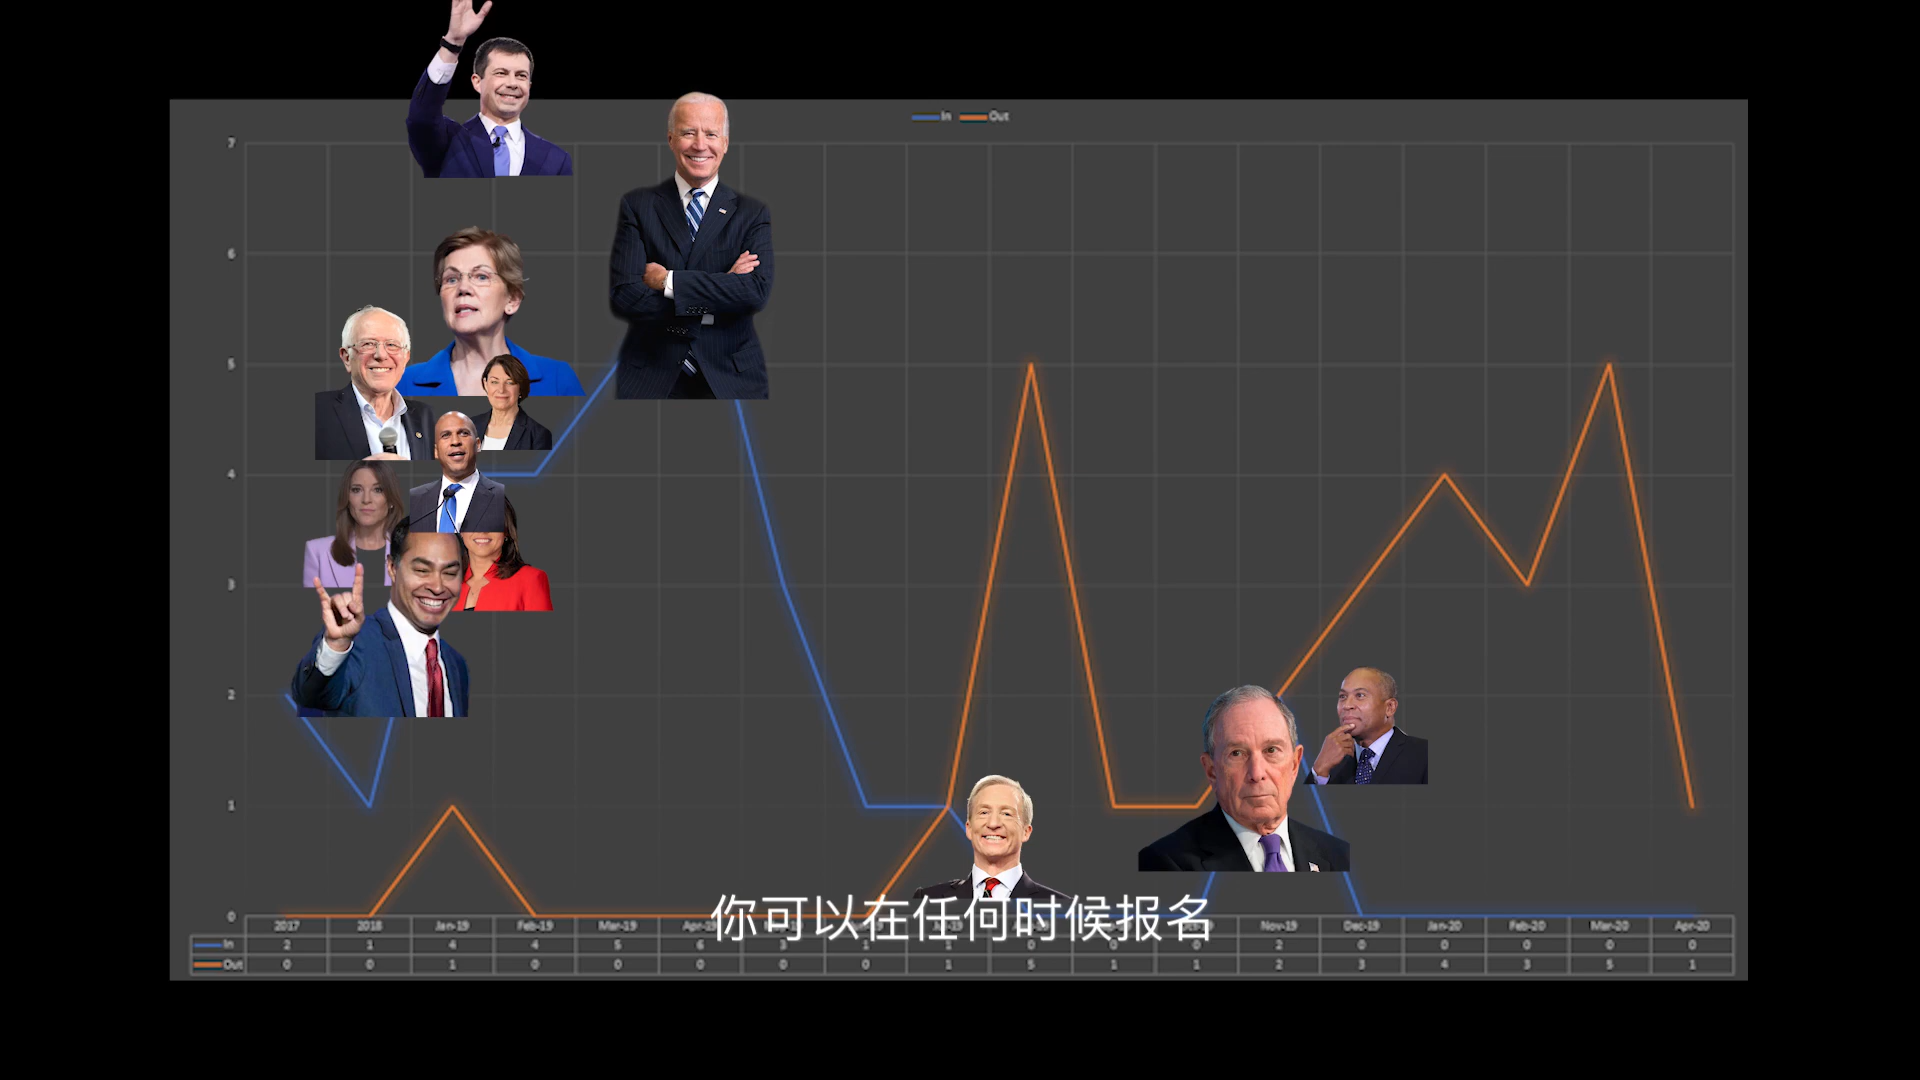 In Out
7
6
5
4
3
2
1
0
2017 2018 Jan-19 Feb-19 Mar-19 Nov-19 Dec-19 Jan-20 Feb-20 Mar-20 Apr-20
In 2 1 4 4 5 6 3 0 2 0 0 0 0 0
Out 0 0 1 0 0 0 0 0 1 5 1 1 2 3 4 3 5 1
你可以在任何时候报名